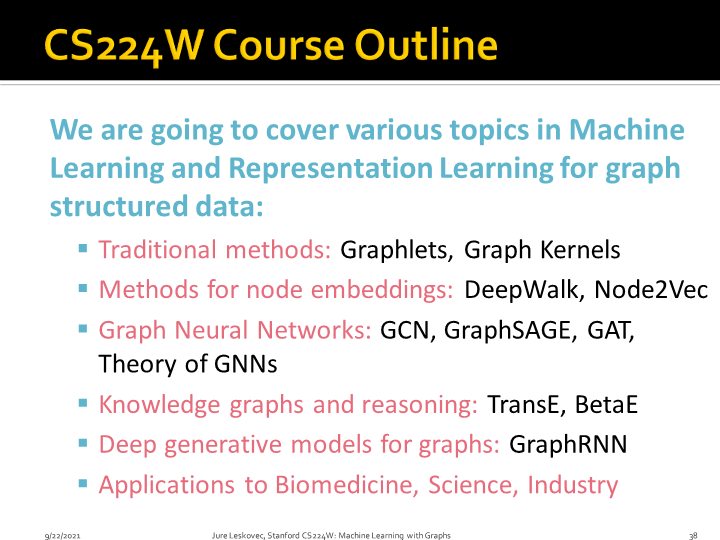 CS224W Course Outline
We are going to cover various topics in Machine
Learning and Representation Learning for graph
structured data:
▪ Traditional methods: Graphlets, Graph Kernels
▪ Methods for node embeddings: DeepWalk, Node2Vec
▪ Graph Neural Networks: GCN, GraphSAGE, GAT,
Theory of GNNs
▪ Knowledge graphs and reasoning: TransE, BetaE
▪ Deep generative models for graphs: GraphRNN
▪ Applications to Biomedicine, Science, Industry
9/22/2021 Jure Leskovec, Stanford CS224W: Machine Learning with Graphs 38